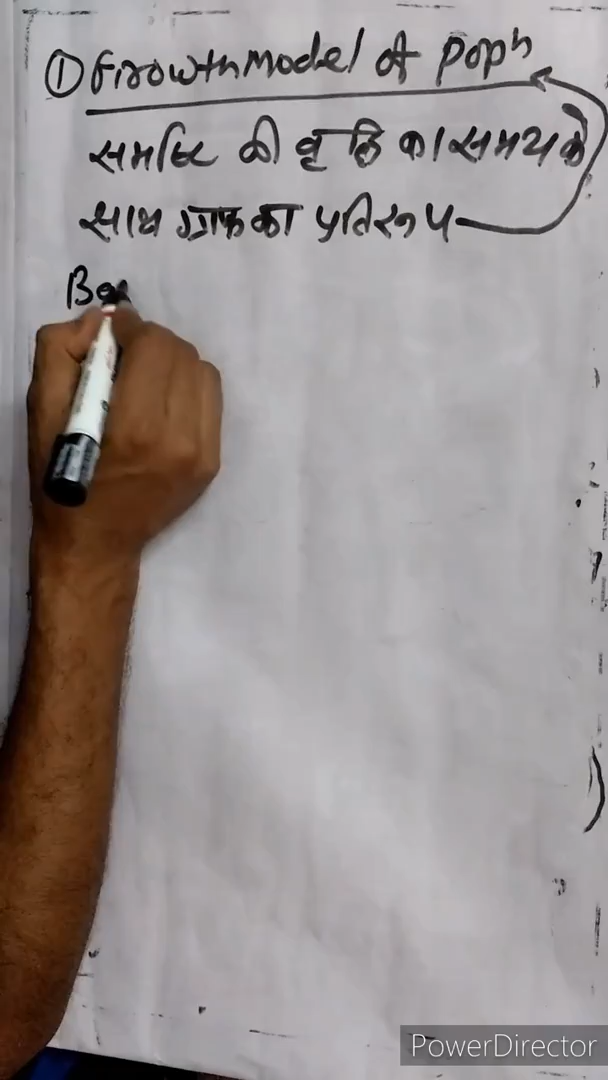 ① Growth Model of Popn
समष्टि की वृद्धि का समय के
साथ ग्राफ का प्रतिरूप
PowerDirector